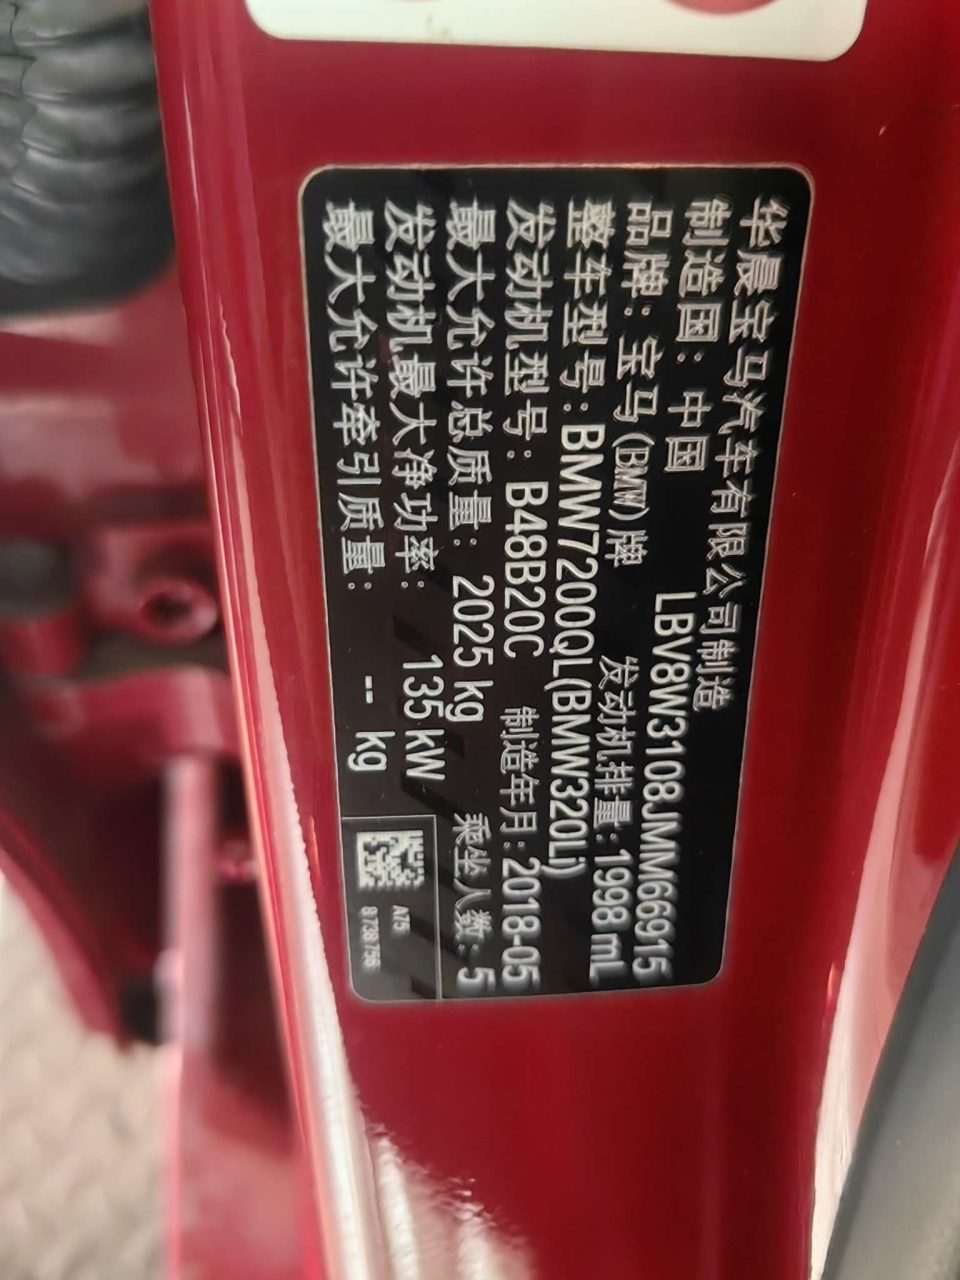 华晨宝马汽车有限公司制造
制造国：中国 LBV8W3108JMM66915
品牌：宝马(BMW)牌 发动机排量：1998 mL
整车型号：BMW7200QL(BMW320Li)
发动机型号：B48B20C 制造年月：2018-05
最大允许总质量：2025 kg 乘坐人数：5
发动机最大净功率：135 kW
最大允许牵引质量：-- kg
A75
8738756